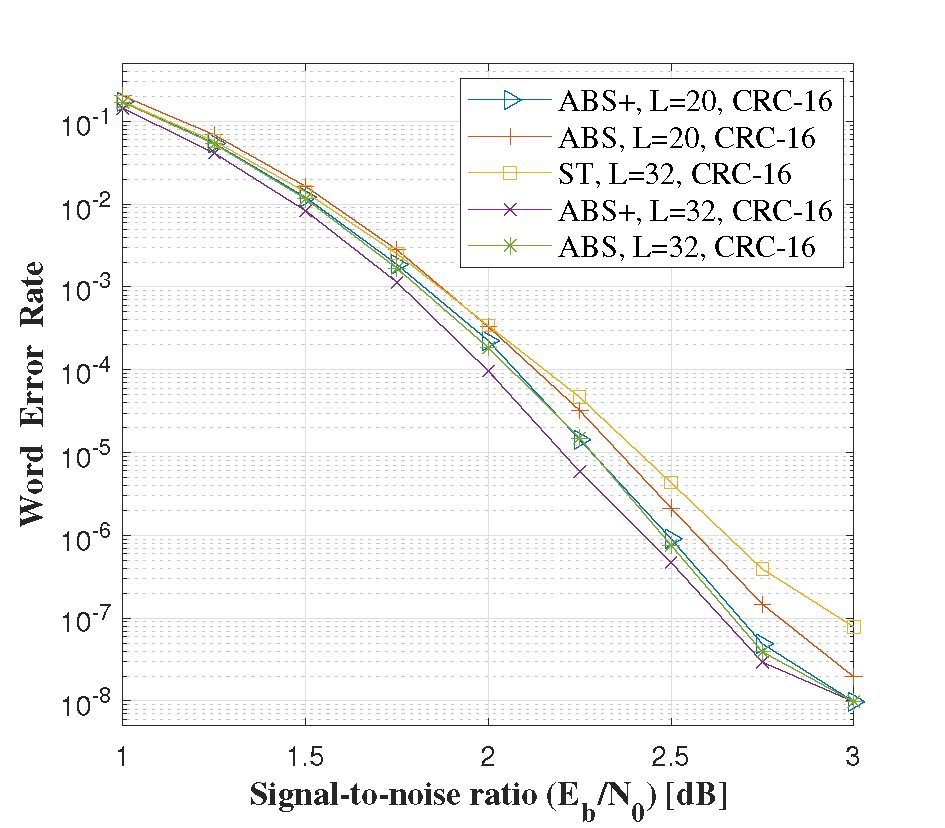 ABS+, L=20, CRC-16
ABS, L=20, CRC-16
ST, L=32, CRC-16
ABS+, L=32, CRC-16
ABS, L=32, CRC-16
10^-1
10^-2
10^-3
10^-4
10^-5
10^-6
10^-7
10^-8
Word Error Rate
1 1.5 2 2.5 3
Signal-to-noise ratio (E_b/N_0) [dB]